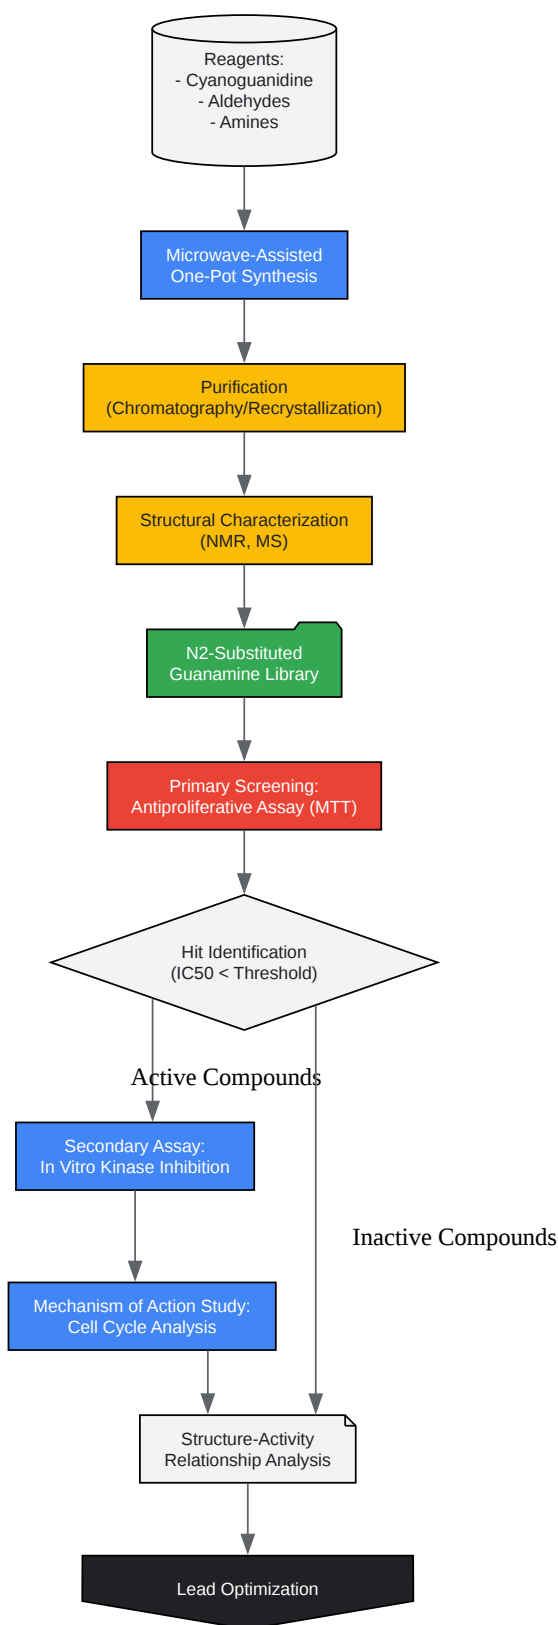 Reagents:
- Cyanoguanidine
- Aldehydes
- Amines
Microwave-Assisted
One-Pot Synthesis
Purification
(Chromatography/Recrystallization)
Structural Characterization
(NMR, MS)
N2-Substituted
Guanamine Library
Primary Screening:
Antiproliferative Assay (MTT)
Hit Identification
(IC50 < Threshold)
Active Compounds
Secondary Assay:
In Vitro Kinase Inhibition
Inactive Compounds
Mechanism of Action Study:
Cell Cycle Analysis
Structure-Activity
Relationship Analysis
Lead Optimization